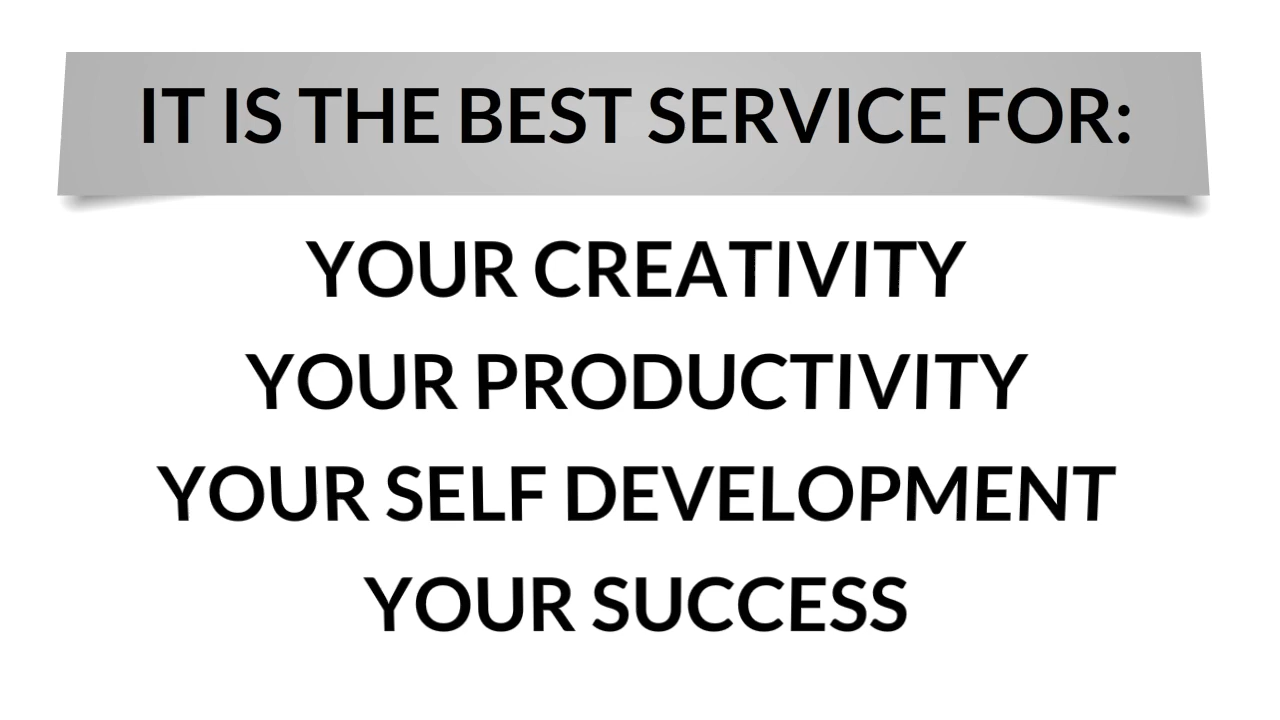 IT IS THE BEST SERVICE FOR:
YOUR CREATIVITY
YOUR PRODUCTIVITY
YOUR SELF DEVELOPMENT
YOUR SUCCESS